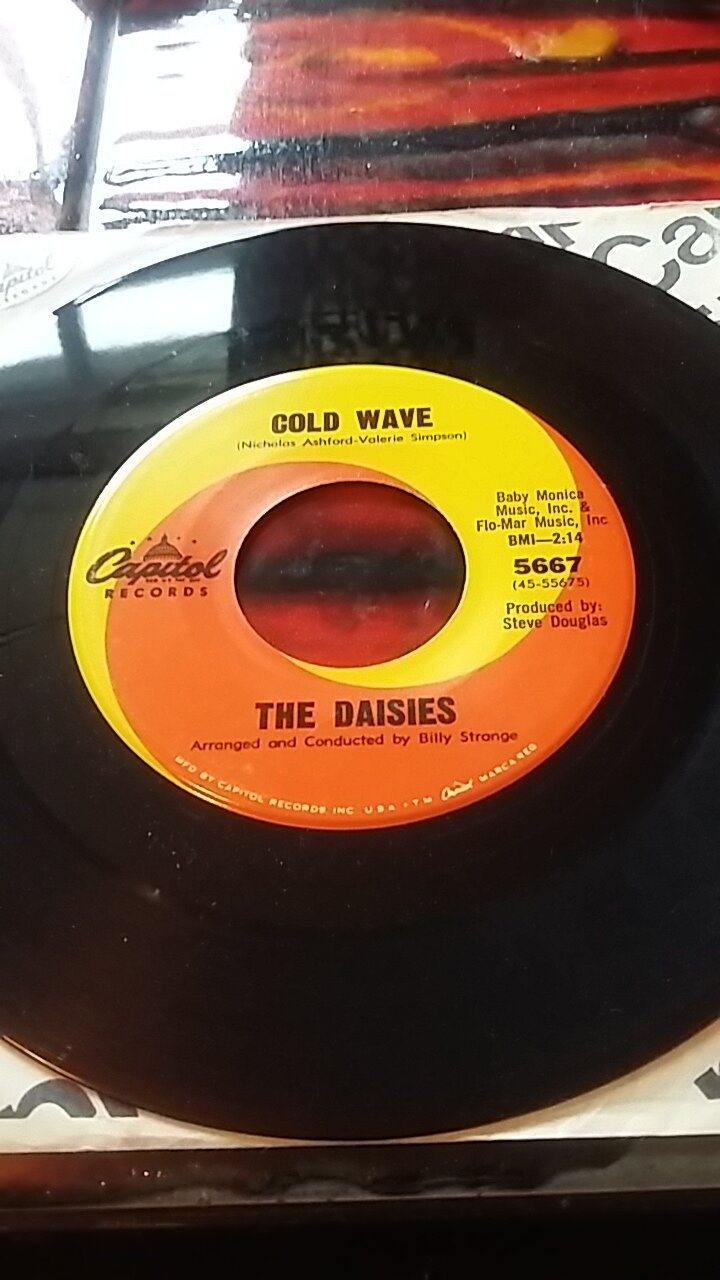 COLD WAVE
(Nicholas Ashford-Valerie Simpson)
Baby Monica
Music, Inc. &
Flo-Mar Music, Inc
BMI—2:14
5667
(45-55675)
Produced by:
Steve Douglas
Capitol
RECORDS
THE DAISIES
Arranged and Conducted by Billy Strange
MFD BY CAPITOL RECORDS, INC. U.S.A. • T.M. Capitol MARCA REG